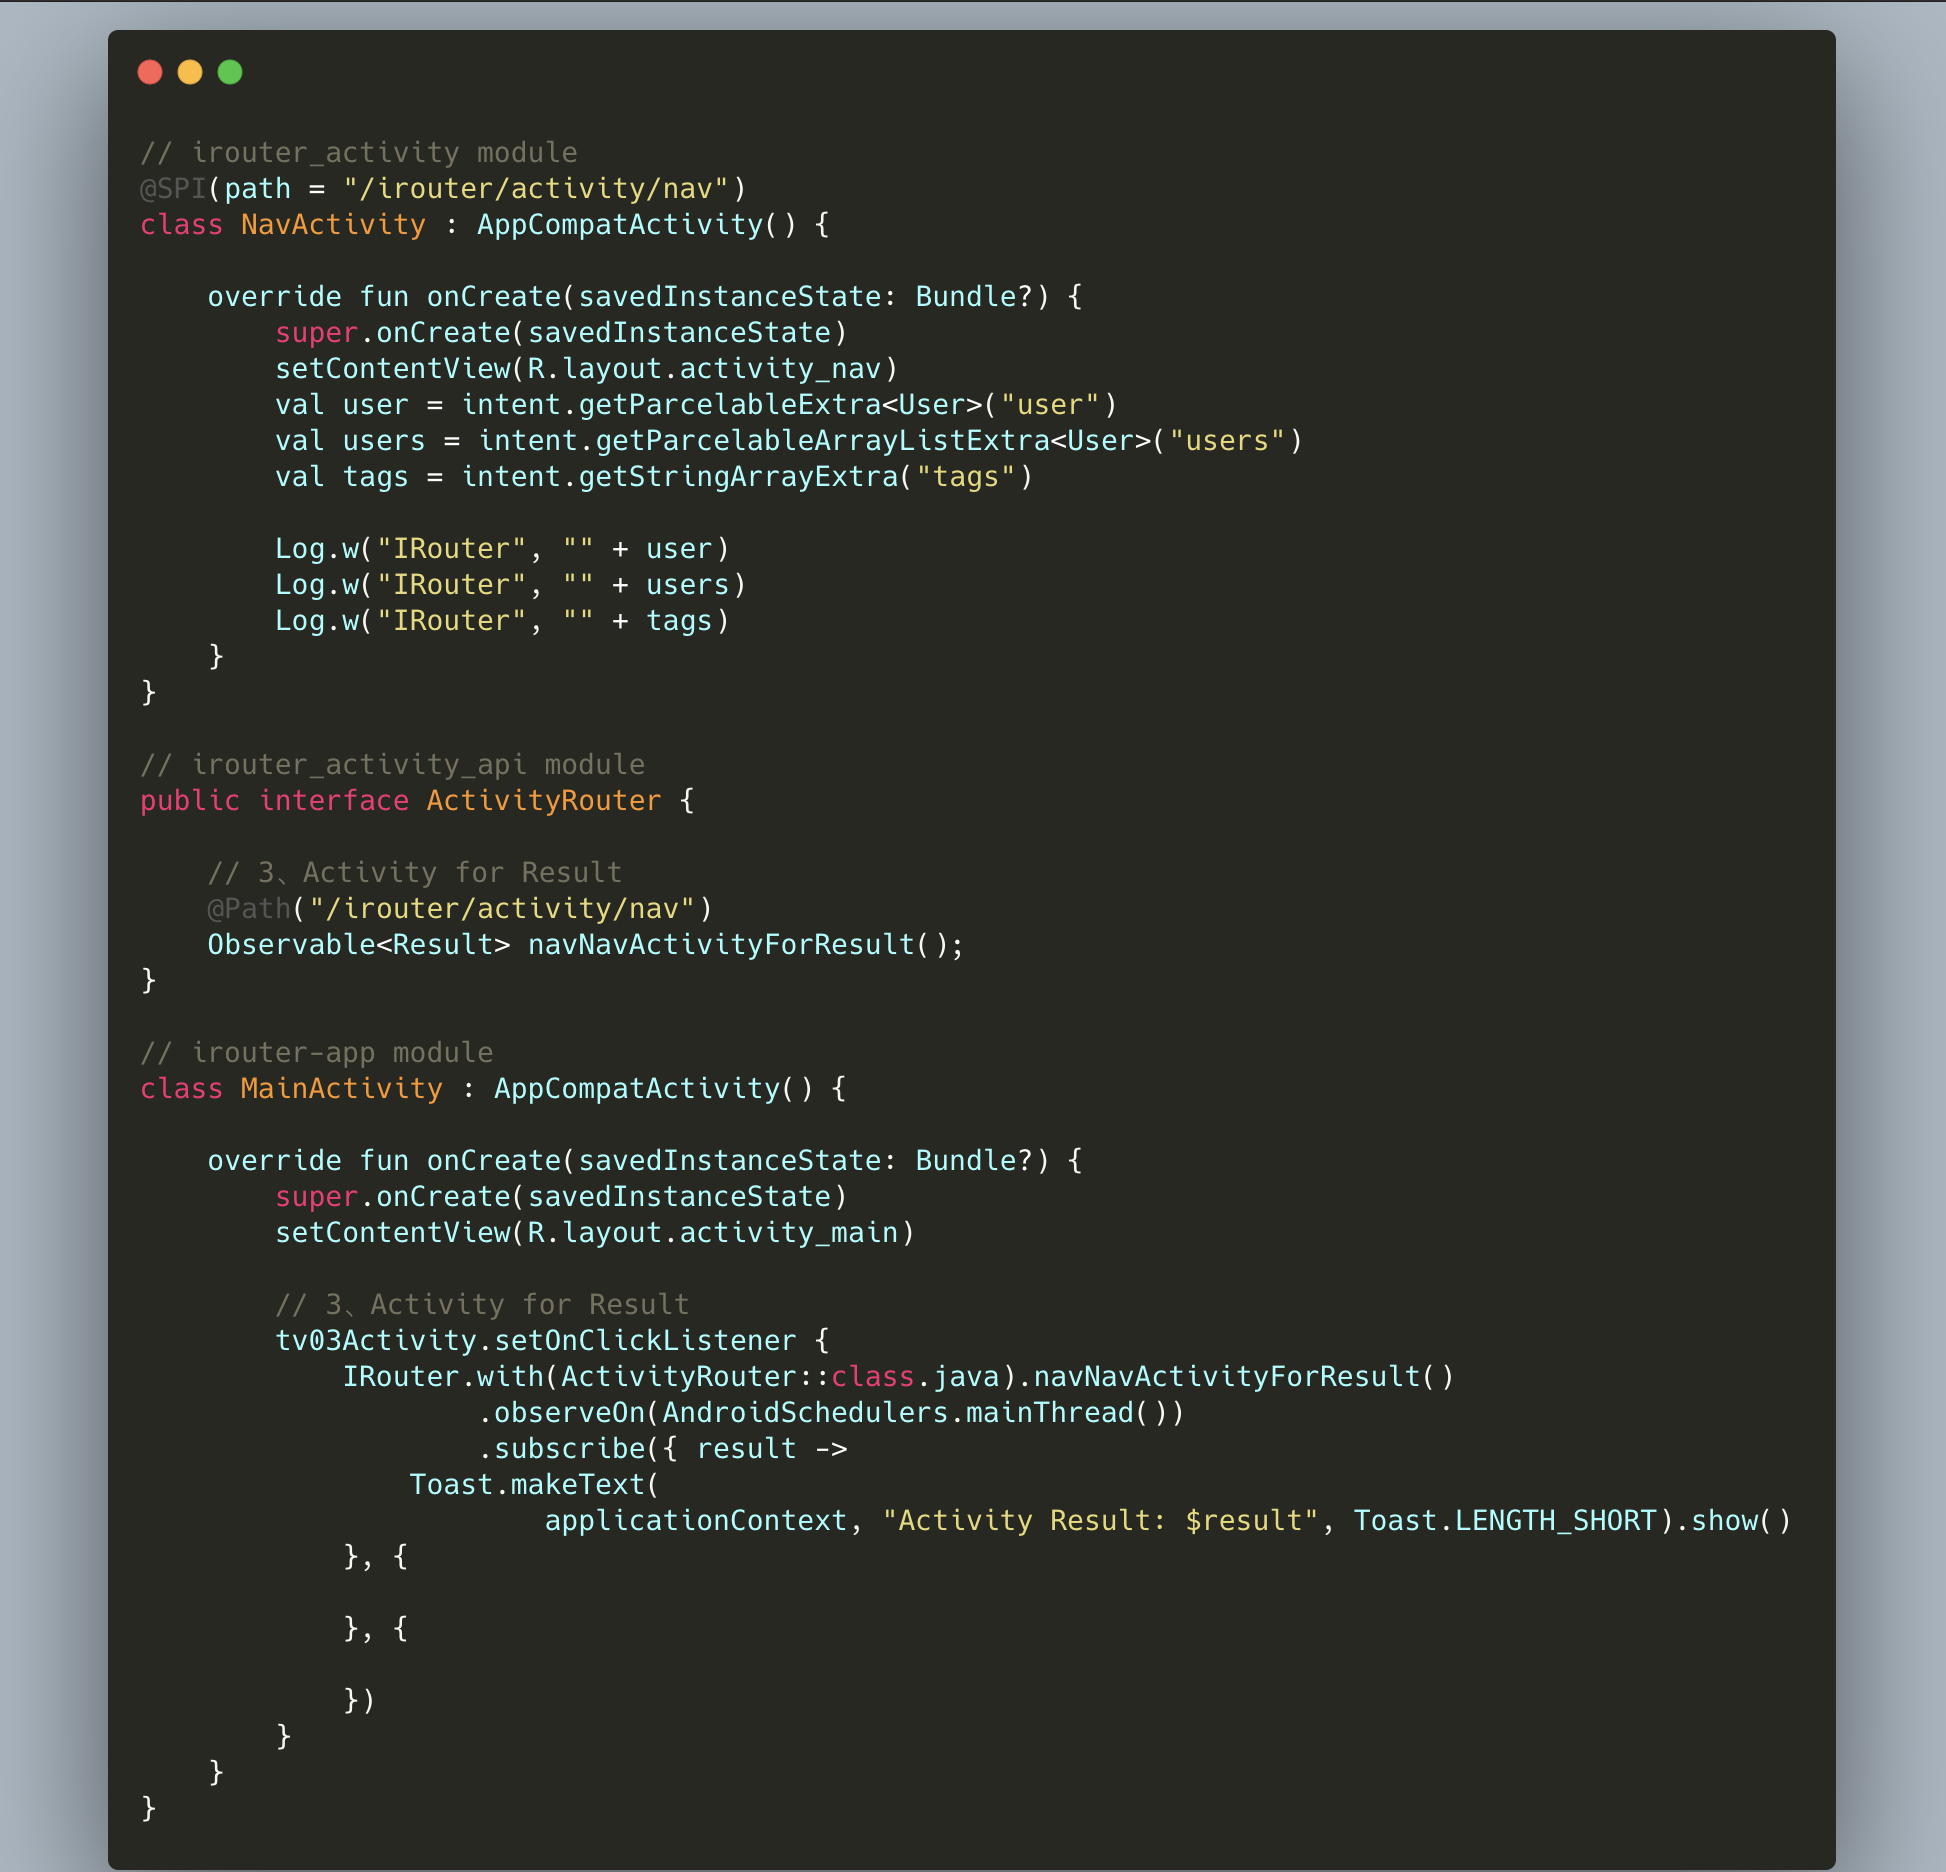 // irouter_activity module
@SPI(path = "/irouter/activity/nav")
class NavActivity : AppCompatActivity() {
    override fun onCreate(savedInstanceState: Bundle?) {
        super.onCreate(savedInstanceState)
        setContentView(R.layout.activity_nav)
        val user = intent.getParcelableExtra<User>("user")
        val users = intent.getParcelableArrayListExtra<User>("users")
        val tags = intent.getStringArrayExtra("tags")
        Log.w("IRouter", "" + user)
        Log.w("IRouter", "" + users)
        Log.w("IRouter", "" + tags)
    }
}
// irouter_activity_api module
public interface ActivityRouter {
    // 3、Activity for Result
    @Path("/irouter/activity/nav")
    Observable<Result> navNavActivityForResult();
}
// irouter-app module
class MainActivity : AppCompatActivity() {
    override fun onCreate(savedInstanceState: Bundle?) {
        super.onCreate(savedInstanceState)
        setContentView(R.layout.activity_main)
        // 3、Activity for Result
        tv03Activity.setOnClickListener {
            IRouter.with(ActivityRouter::class.java).navNavActivityForResult()
                    .observeOn(AndroidSchedulers.mainThread())
                    .subscribe({ result ->
                Toast.makeText(
                        applicationContext, "Activity Result: $result", Toast.LENGTH_SHORT).show()
            }, {
            }, {
            })
        }
    }
}